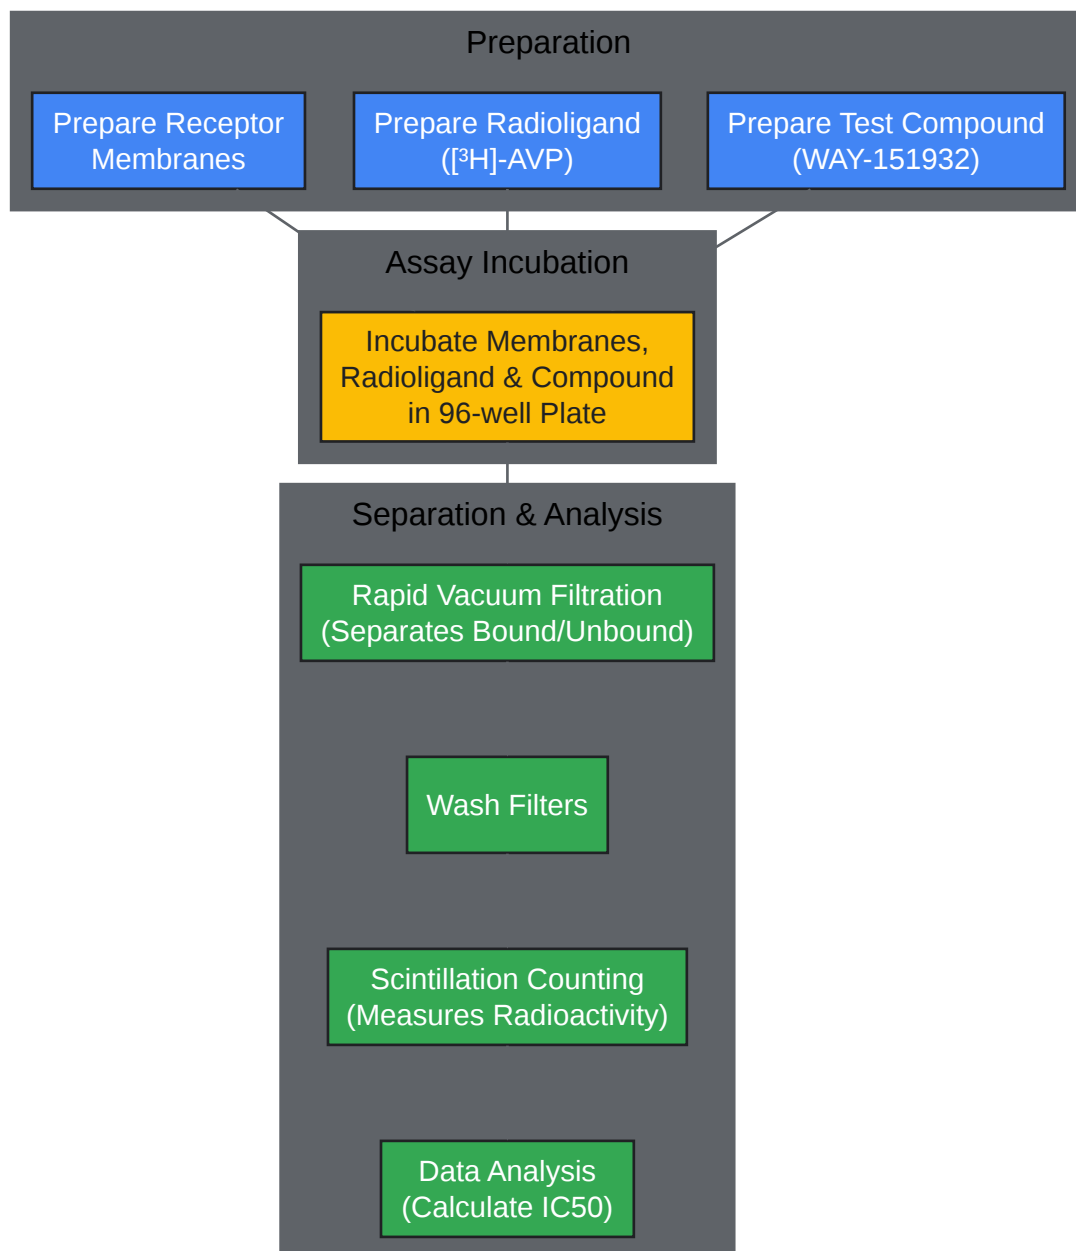 Preparation
Prepare Receptor
Membranes
Prepare Radioligand
([³H]-AVP)
Prepare Test Compound
(WAY-151932)
Assay Incubation
Incubate Membranes,
Radioligand & Compound
in 96-well Plate
Separation & Analysis
Rapid Vacuum Filtration
(Separates Bound/Unbound)
Wash Filters
Scintillation Counting
(Measures Radioactivity)
Data Analysis
(Calculate IC50)